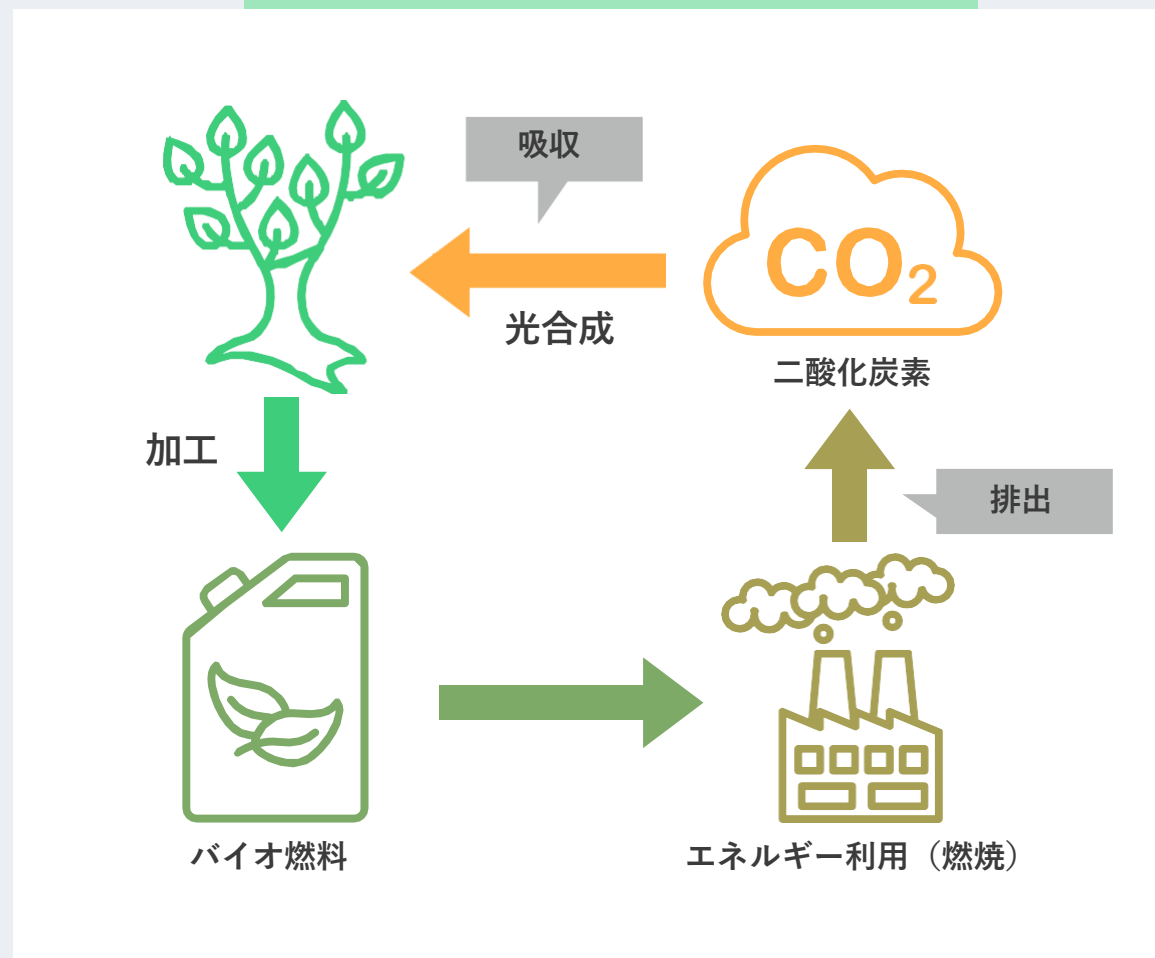 吸収
CO₂
光合成
二酸化炭素
加工
排出
バイオ燃料
エネルギー利用（燃焼）